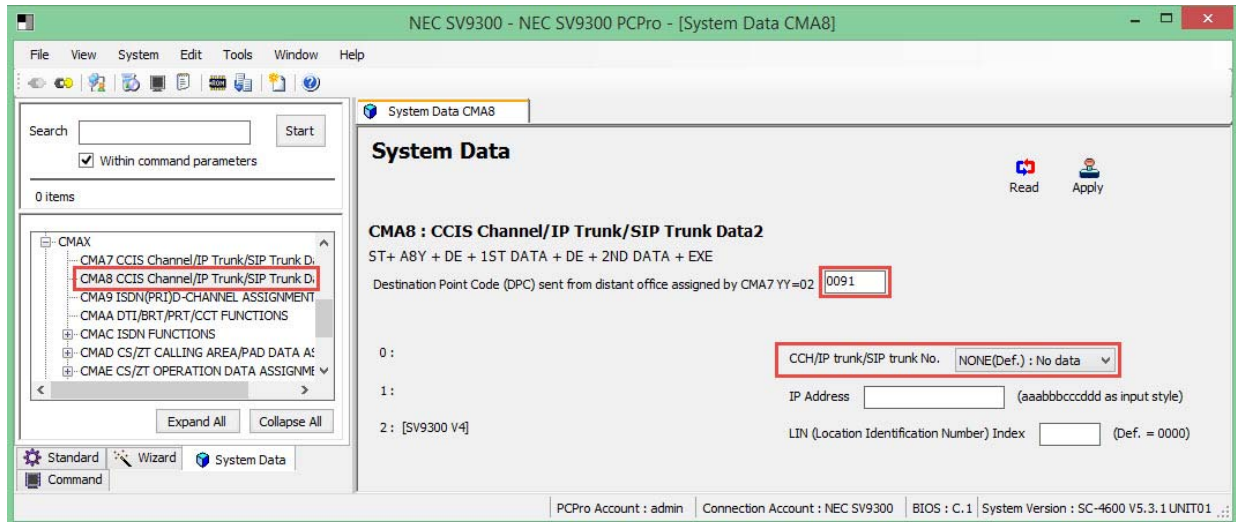 NEC SV9300 - NEC SV9300 PCPro - [System Data CMA8]
File View System Edit Tools Window Help
Search Start
Within command parameters
0 items
CMAX
CMA7 CCIS Channel/IP Trunk/SIP Trunk D
CMA8 CCIS Channel/IP Trunk/SIP Trunk D
CMA9 ISDN(PRI)D-CHANNEL ASSIGNMENT
CMAA DTI/BRT/PRT/CCT FUNCTIONS
CMAC ISDN FUNCTIONS
CMAD CS/ZT CALLING AREA/PAD DATA AS
CMAE CS/ZT OPERATION DATA ASSIGNME
Expand All Collapse All
Standard Wizard System Data
Command
System Data CMA8
System Data
Read Apply
CMA8 : CCIS Channel/IP Trunk/SIP Trunk Data2
ST+ A8Y + DE + 1ST DATA + DE + 2ND DATA + EXE
Destination Point Code (DPC) sent from distant office assigned by CMA7 YY=02 0091
0 : CCH/IP trunk/SIP trunk No. NONE(Def.) : No data
1 : IP Address (aaabbbcccddd as input style)
2 : [SV9300 V4] LIN (Location Identification Number) Index (Def. = 0000)
PCPro Account : admin Connection Account : NEC SV9300 BIOS : C.1 System Version : SC-4600 V5.3.1 UNIT01